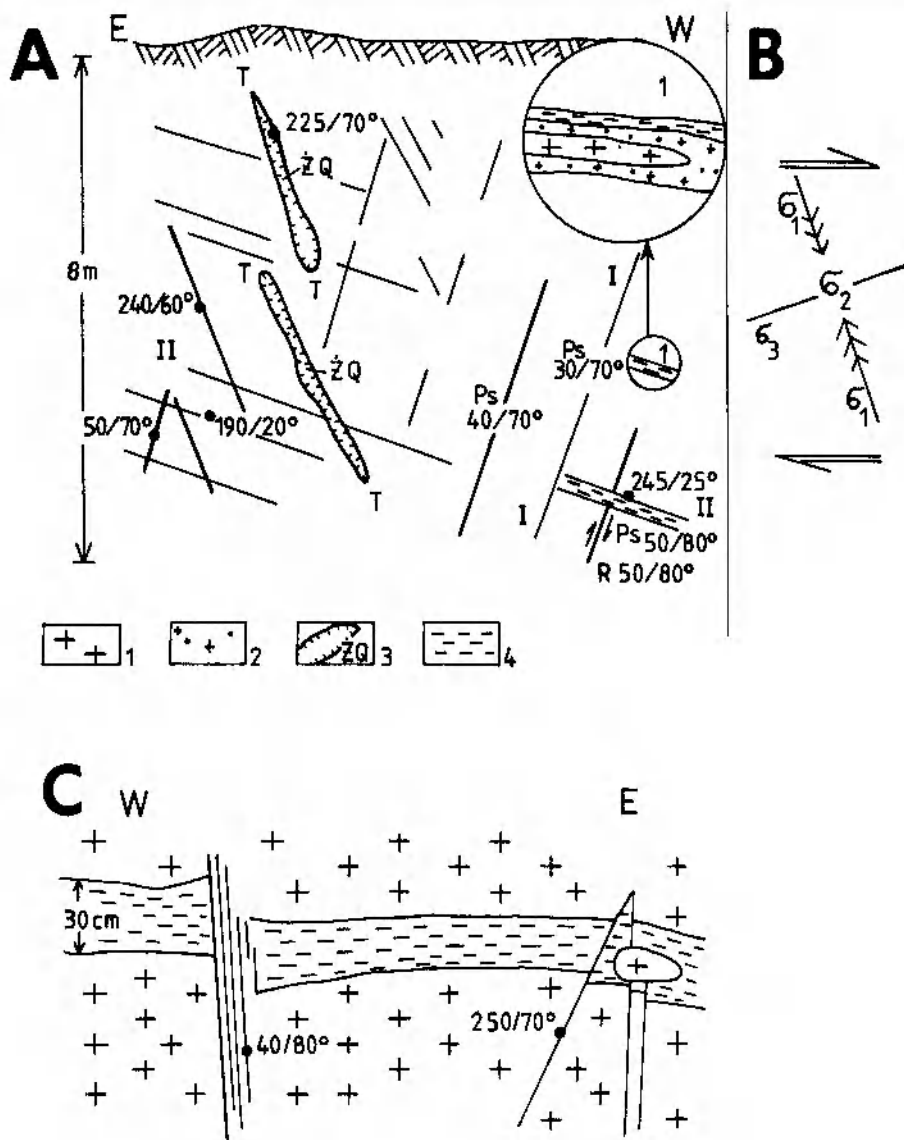 A
E
W
B
T
1
225/70°
ŻQ
8m
T
T
I
σ1
σ2
σ3
σ1
240/60°
II
ŻQ
Ps
30/70°
1
Ps
40/70°
50/70°
190/20°
T
I
245/25°
II
Ps 50/80°
R 50/80°
1
2
ŻQ 3
4
C
W
E
30cm
40/80°
250/70°